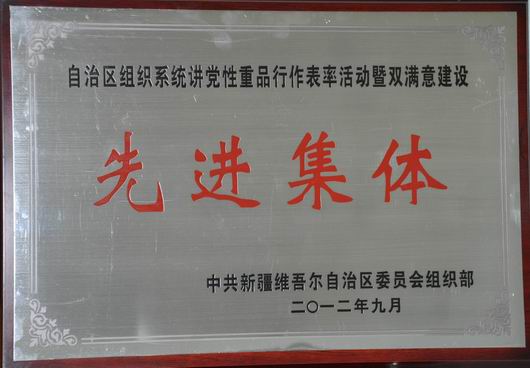 自治区组织系统讲党性重品行作表率活动暨双满意建设
先进集体
中共新疆维吾尔自治区委员会组织部
二〇一二年九月